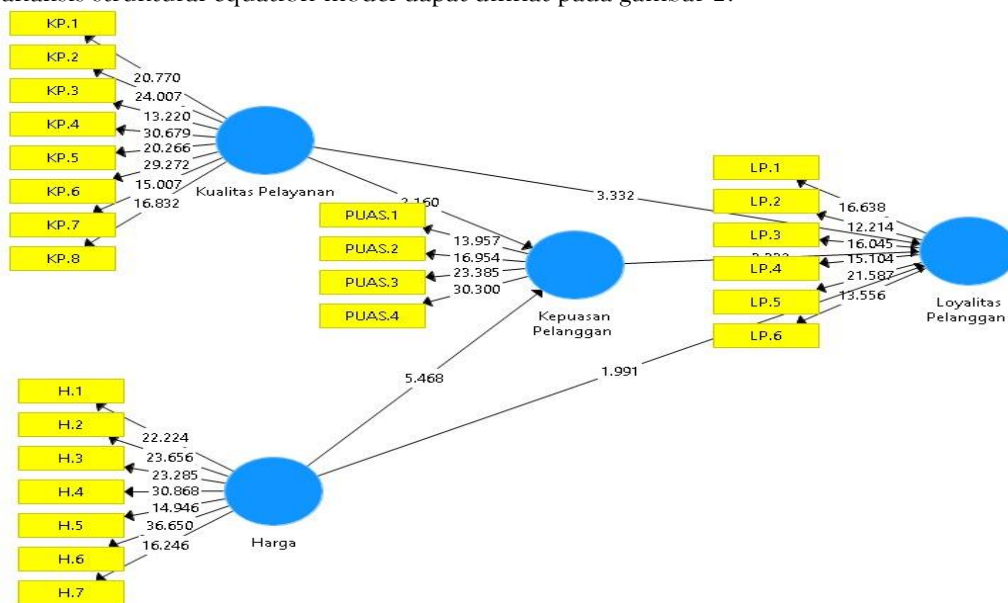 analisis struktural equation model dapat dilihat pada gambar 2.
KP.1
KP.2
KP.3
KP.4
KP.5
KP.6
KP.7
KP.8
20.770
24.007
13.220
30.679
20.266
29.272
15.007
16.832
Kualitas Pelayanan
2.160
3.332
PUAS.1
PUAS.2
PUAS.3
PUAS.4
13.957
16.954
23.385
30.300
Kepuasan
Pelanggan
LP.1
LP.2
LP.3
LP.4
LP.5
LP.6
16.638
12.214
16.045
15.104
21.587
13.556
Loyalitas
Pelanggan
5.468
1.991
H.1
H.2
H.3
H.4
H.5
H.6
H.7
22.224
23.656
23.285
30.868
14.946
36.650
16.246
Harga